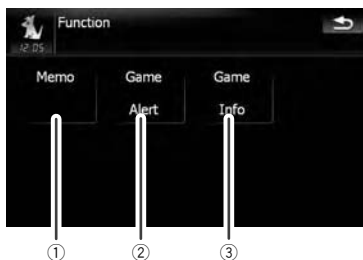 Function
12:05
Memo
Game
Game
Alert
Info
① ② ③